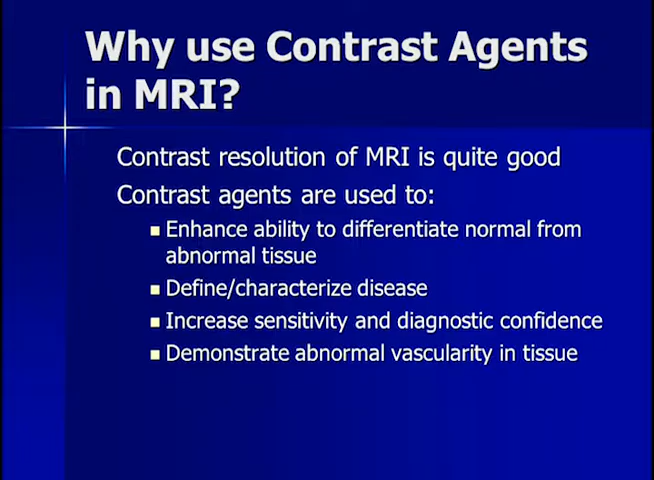 Why use Contrast Agents
in MRI?
Contrast resolution of MRI is quite good
Contrast agents are used to:
Enhance ability to differentiate normal from
abnormal tissue
Define/characterize disease
Increase sensitivity and diagnostic confidence
Demonstrate abnormal vascularity in tissue